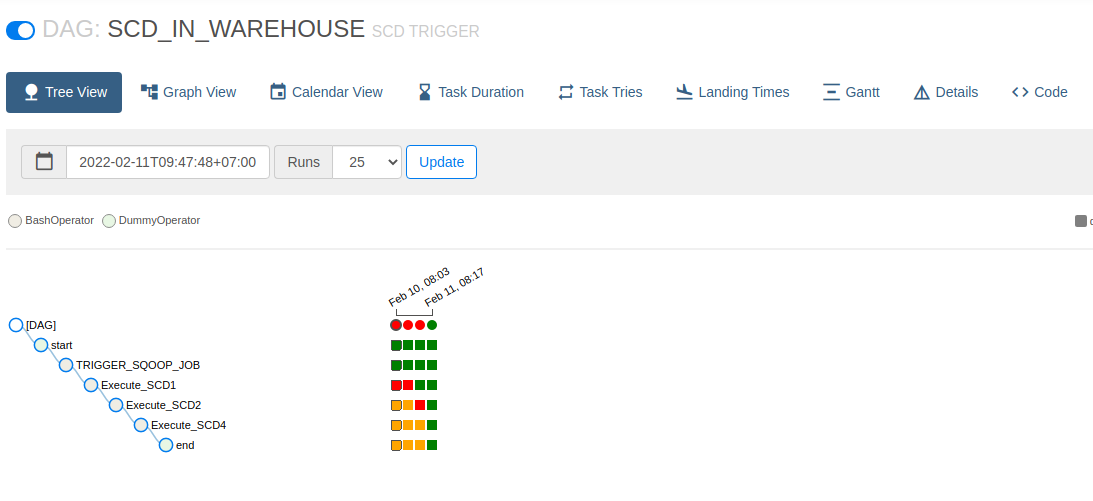 DAG: SCD_IN_WAREHOUSE SCD TRIGGER
Tree View Graph View Calendar View Task Duration Task Tries Landing Times Gantt Details Code
2022-02-11T09:47:48+07:00 Runs 25 Update
BashOperator DummyOperator
Feb 10, 08:03
Feb 11, 08:17
[DAG]
start
TRIGGER_SQOOP_JOB
Execute_SCD1
Execute_SCD2
Execute_SCD4
end